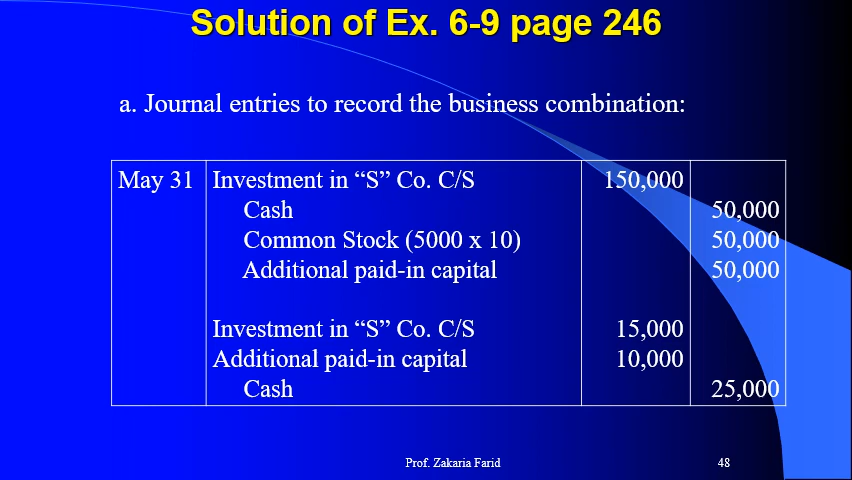 Solution of Ex. 6-9 page 246
a. Journal entries to record the business combination:
May 31 Investment in “S” Co. C/S 150,000
Cash 50,000
Common Stock (5000 x 10) 50,000
Additional paid-in capital 50,000
Investment in “S” Co. C/S 15,000
Additional paid-in capital 10,000
Cash 25,000
Prof. Zakaria Farid 48